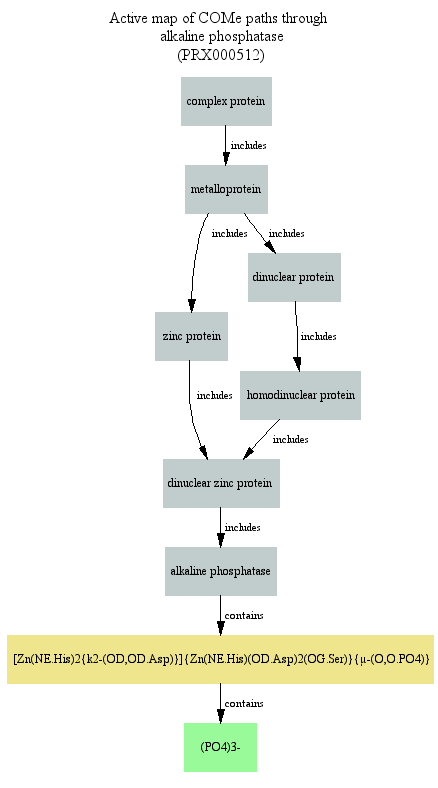 Active map of COMe paths through
alkaline phosphatase
(PRX000512)
complex protein
includes
metalloprotein
includes
includes
dinuclear protein
includes
zinc protein
includes
homodinuclear protein
includes
dinuclear zinc protein
includes
alkaline phosphatase
contains
[Zn(NE.His)2{k2-(OD,OD.Asp)}]{Zn(NE.His)(OD.Asp)2(OG.Ser)}{μ-(O,O.PO4)}
contains
(PO4)3-